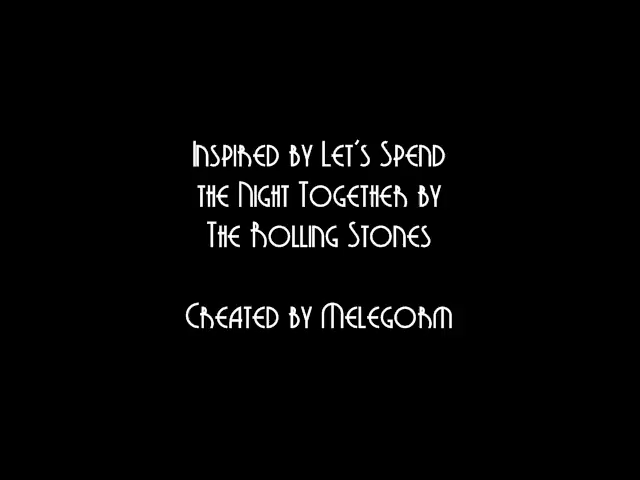 Inspired by Let's Spend
the Night Together by
The Rolling Stones
Created by Melegorm